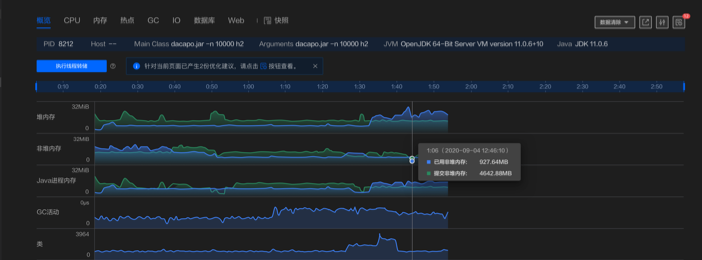 概览 CPU 内存 热点 GC IO 数据库 Web 快照 数据清除
PID 8212 Host -- Main Class dacapo.jar -n 10000 h2 Arguments dacapo.jar -n 10000 h2 JVM OpenJDK 64-Bit Server VM version 11.0.6+10 Java JDK 11.0.6
执行线程转储 针对当前页面已产生2份优化建议，请点击 按钮查看。
0:10 0:20 0:30 0:40 0:50 1:00 1:10 1:20 1:30 1:40 2:00 2:10 2:20 2:30 2:50
堆内存 32MiB
0
非堆内存 32MiB
0
1:06 (2020-09-04 12:46:10)
已用非堆内存: 927.64MB
提交非堆内存: 4642.88MB
Java进程内存 32MiB
0
GC活动 0μs
0
类 3964
0